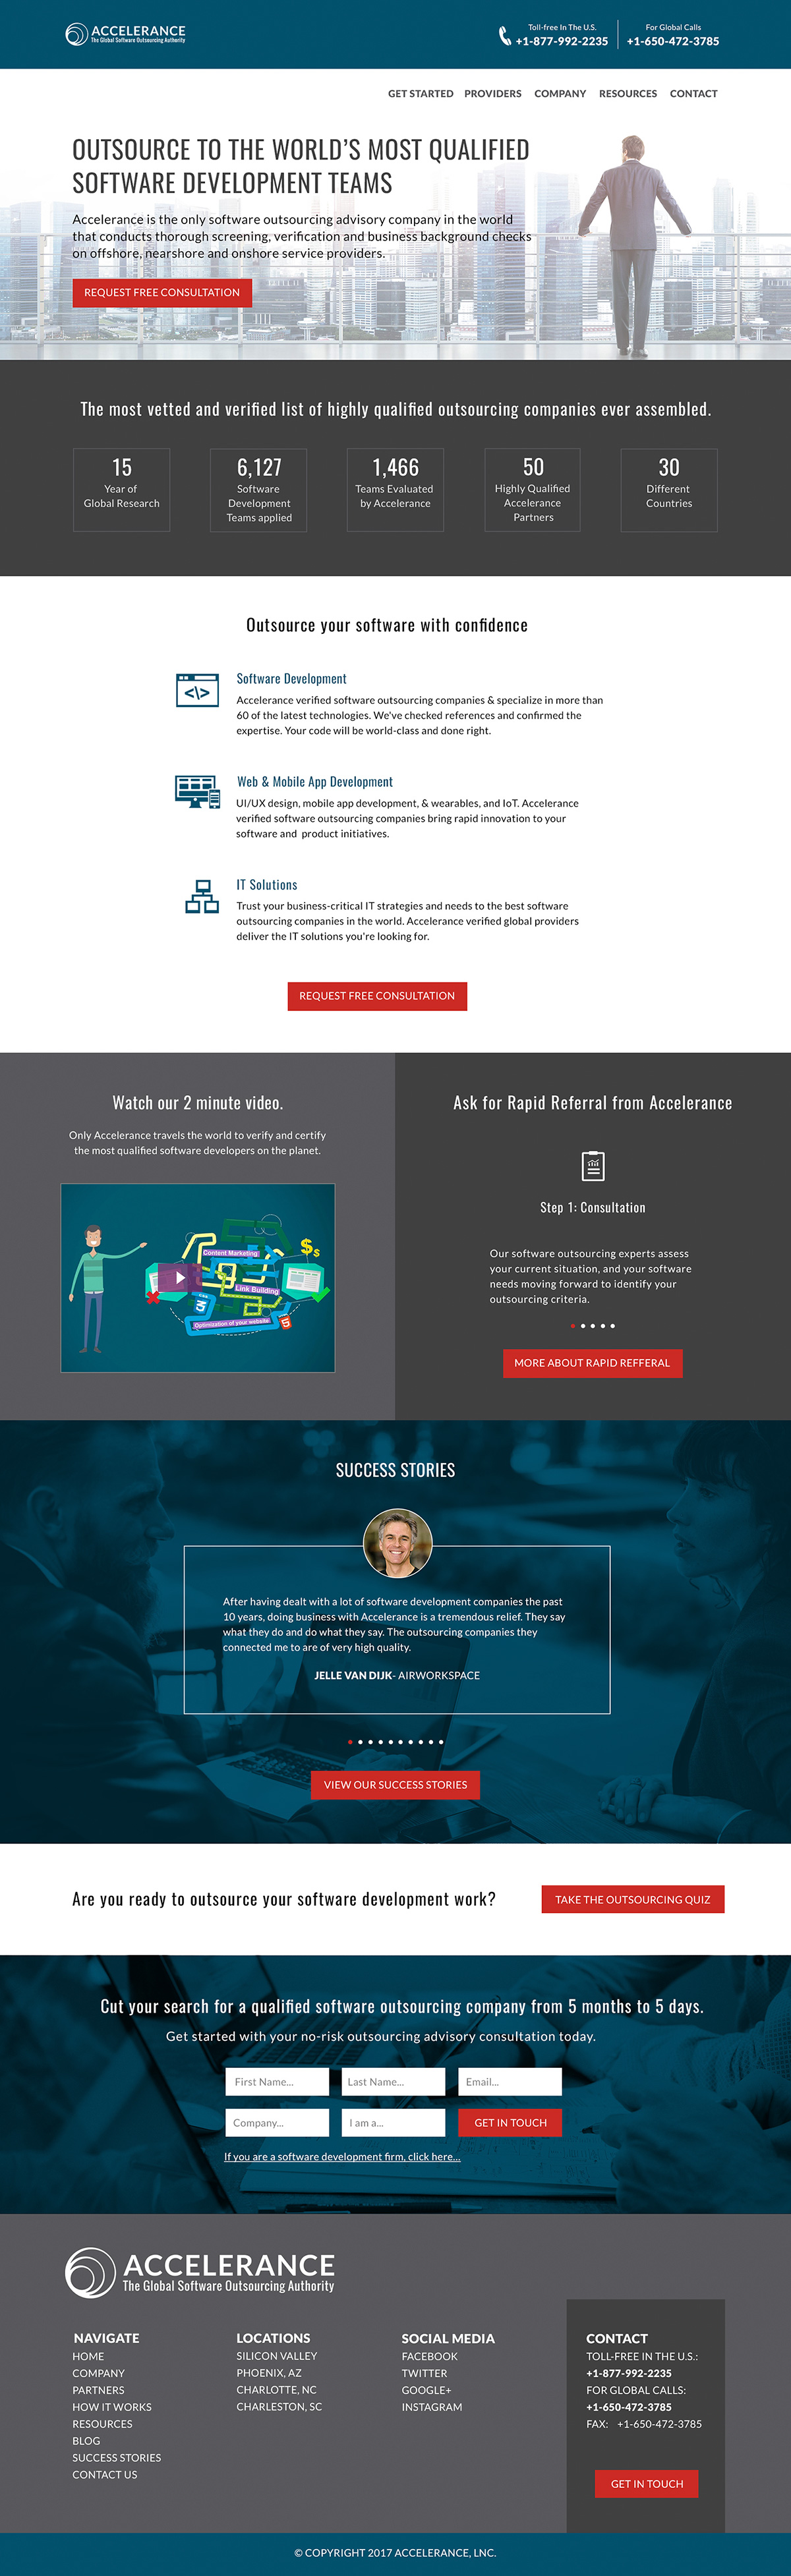 ACCELERANCE
The Global Software Outsourcing Authority
Toll-free In The U.S.
+1-877-992-2235
For Global Calls
+1-650-472-3785
GET STARTED PROVIDERS COMPANY RESOURCES CONTACT
OUTSOURCE TO THE WORLD'S MOST QUALIFIED
SOFTWARE DEVELOPMENT TEAMS
Accelerance is the only software outsourcing advisory company in the world
that conducts thorough screening, verification and business background checks
on offshore, nearshore and onshore service providers.
REQUEST FREE CONSULTATION
The most vetted and verified list of highly qualified outsourcing companies ever assembled.
15
Year of
Global Research
6,127
Software
Development
Teams applied
1,466
Teams Evaluated
by Accelerance
50
Highly Qualified
Accelerance
Partners
30
Different
Countries
Outsource your software with confidence
</>
Software Development
Accelerance verified software outsourcing companies & specialize in more than
60 of the latest technologies. We've checked references and confirmed the
expertise. Your code will be world-class and done right.
Web & Mobile App Development
UI/UX design, mobile app development, & wearables, and IoT. Accelerance
verified software outsourcing companies bring rapid innovation to your
software and product initiatives.
IT Solutions
Trust your business-critical IT strategies and needs to the best software
outsourcing companies in the world. Accelerance verified global providers
deliver the IT solutions you're looking for.
REQUEST FREE CONSULTATION
Watch our 2 minute video.
Only Accelerance travels the world to verify and certify
the most qualified software developers on the planet.
Content Marketing
Link Building
Optimization of your website
Ask for Rapid Referral from Accelerance
Step 1: Consultation
Our software outsourcing experts assess
your current situation, and your software
needs moving forward to identify your
outsourcing criteria.
MORE ABOUT RAPID REFFERAL
SUCCESS STORIES
After having dealt with a lot of software development companies the past
10 years, doing business with Accelerance is a tremendous relief. They say
what they do and do what they say. The outsourcing companies they
connected me to are of very high quality.
JELLE VAN DIJK- AIRWORKSPACE
VIEW OUR SUCCESS STORIES
Are you ready to outsource your software development work?
TAKE THE OUTSOURCING QUIZ
Cut your search for a qualified software outsourcing company from 5 months to 5 days.
Get started with your no-risk outsourcing advisory consultation today.
First Name... Last Name... Email...
Company... I am a... GET IN TOUCH
If you are a software development firm, click here...
ACCELERANCE
The Global Software Outsourcing Authority
NAVIGATE
HOME
COMPANY
PARTNERS
HOW IT WORKS
RESOURCES
BLOG
SUCCESS STORIES
CONTACT US
LOCATIONS
SILICON VALLEY
PHOENIX, AZ
CHARLOTTE, NC
CHARLESTON, SC
SOCIAL MEDIA
FACEBOOK
TWITTER
GOOGLE+
INSTAGRAM
CONTACT
TOLL-FREE IN THE U.S.:
+1-877-992-2235
FOR GLOBAL CALLS:
+1-650-472-3785
FAX: +1-650-472-3785
GET IN TOUCH
© COPYRIGHT 2017 ACCELERANCE, LNC.